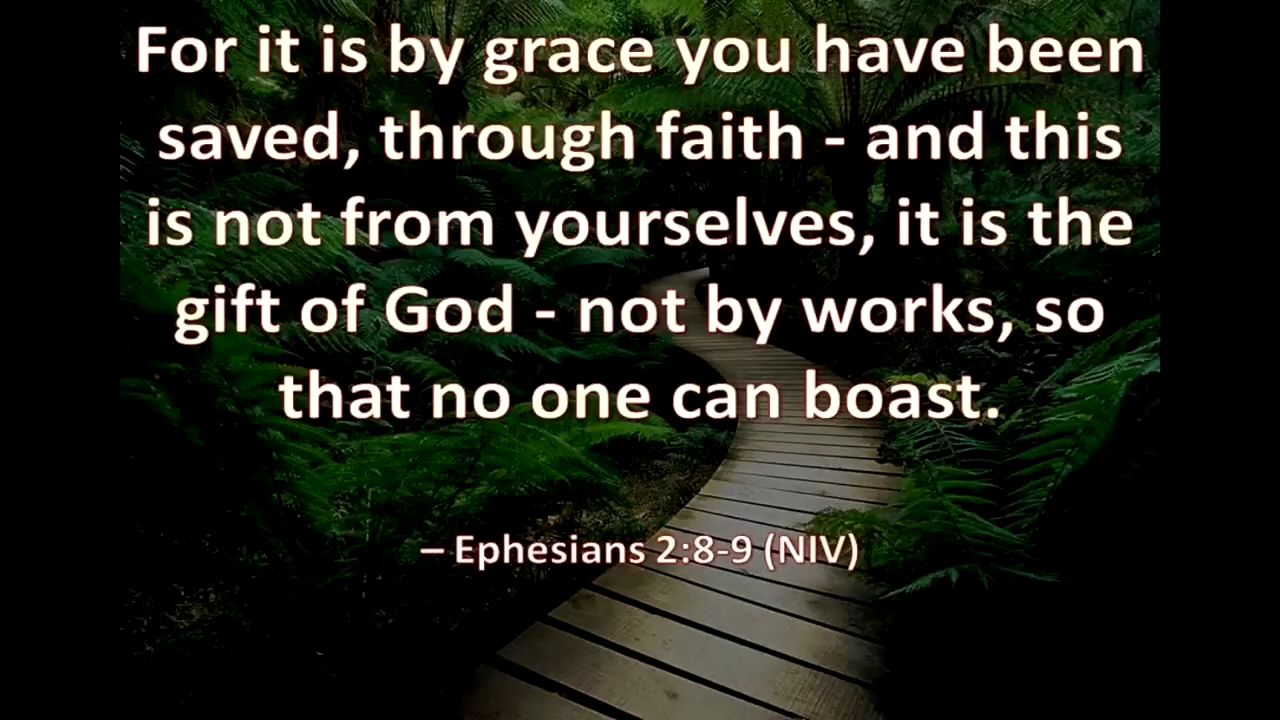 For it is by grace you have been
saved, through faith - and this
is not from yourselves, it is the
gift of God - not by works, so
that no one can boast.
– Ephesians 2:8-9 (NIV)